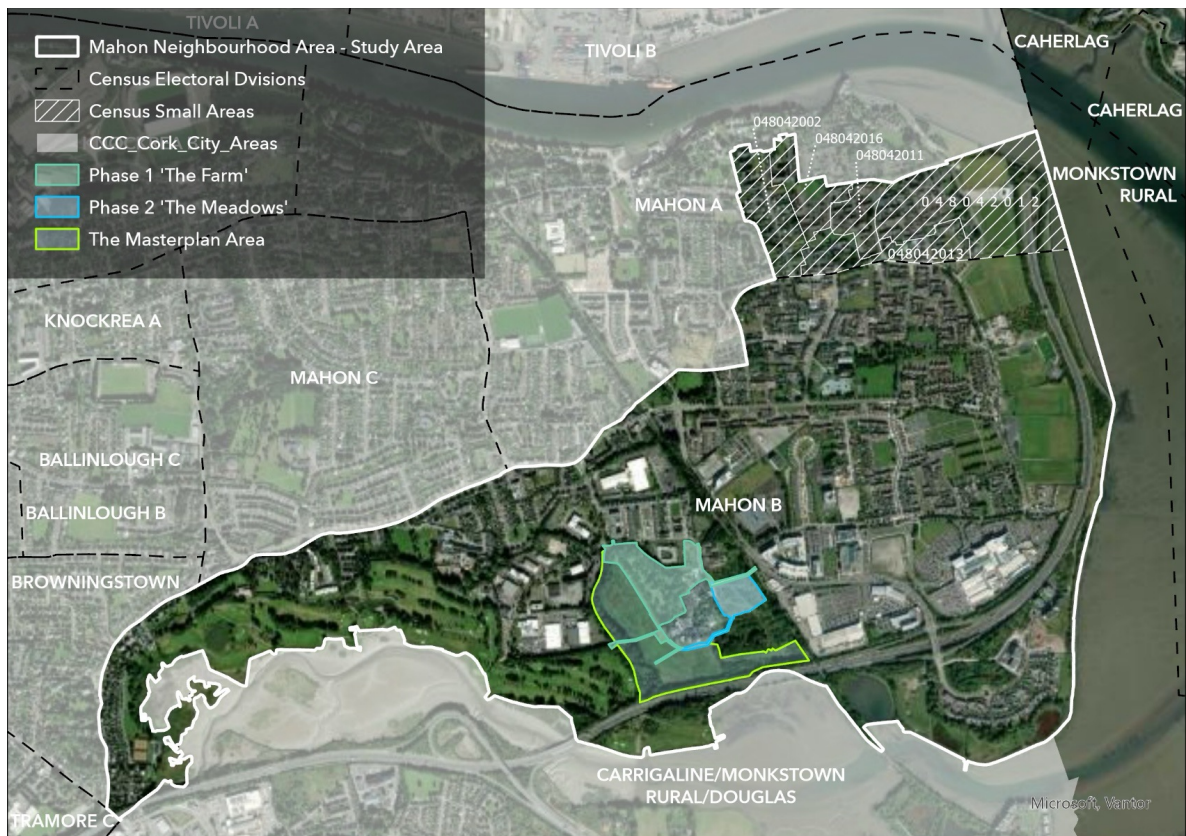 TIVOLI A
Mahon Neighbourhood Area - Study Area
Census Electoral Dvisions
Census Small Areas
CCC_Cork_City_Areas
Phase 1 'The Farm'
Phase 2 'The Meadows'
The Masterplan Area
TIVOLI B
CAHERLAG
CAHERLAG
MONKSTOWN
RURAL
048042002
048042016
048042011
048042012
048042013
MAHON A
KNOCKREA A
MAHON C
BALLINLOUGH C
BALLINLOUGH B
BROWNINGSTOWN
MAHON B
CARRIGALINE/MONKSTOWN
RURAL/DOUGLAS
TRAMORE C
Microsoft, Vantor